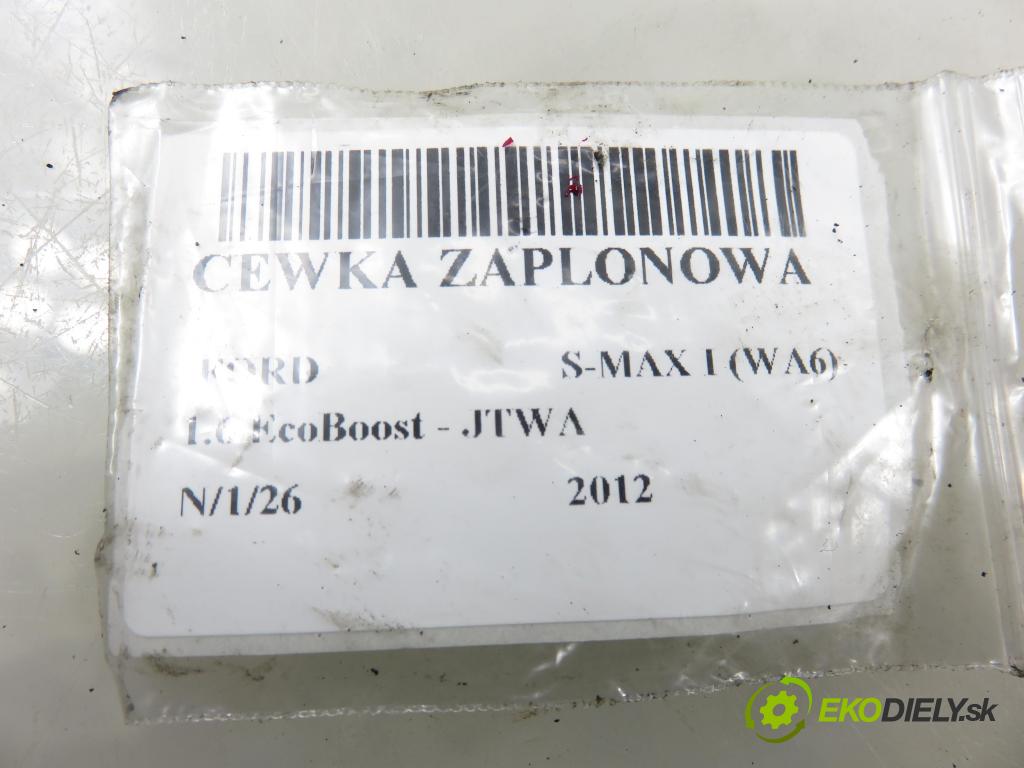 CEWKA ZAPLONOWA
FORD S-MAX I (WA6)
1.6 EcoBoost - JTWA
N/1/26 2012
EKODIELY.sk